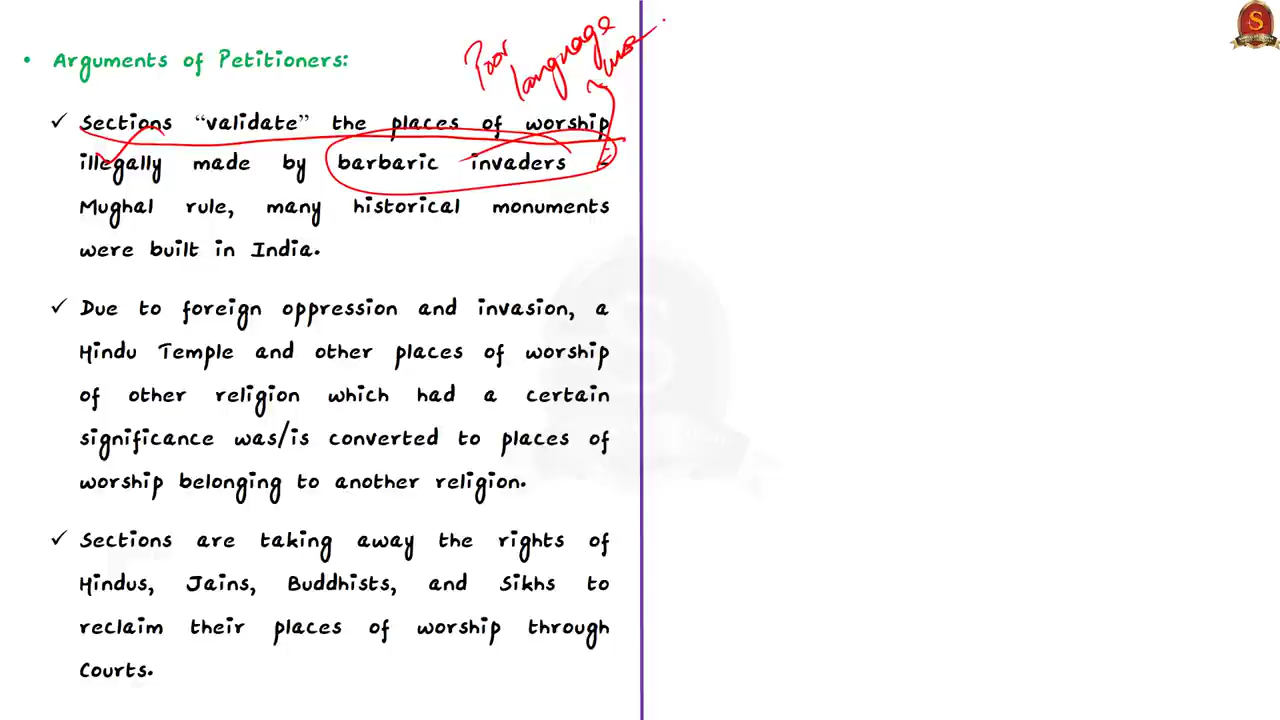 Poor
language
use
• Arguments of Petitioners:
✓ Sections “validate” the places of worship
illegally made by barbaric invaders -
Mughal rule, many historical monuments
were built in India.
✓ Due to foreign oppression and invasion, a
Hindu Temple and other places of worship
of other religion which had a certain
significance was/is converted to places of
worship belonging to another religion.
✓ Sections are taking away the rights of
Hindus, Jains, Buddhists, and Sikhs to
reclaim their places of worship through
Courts.